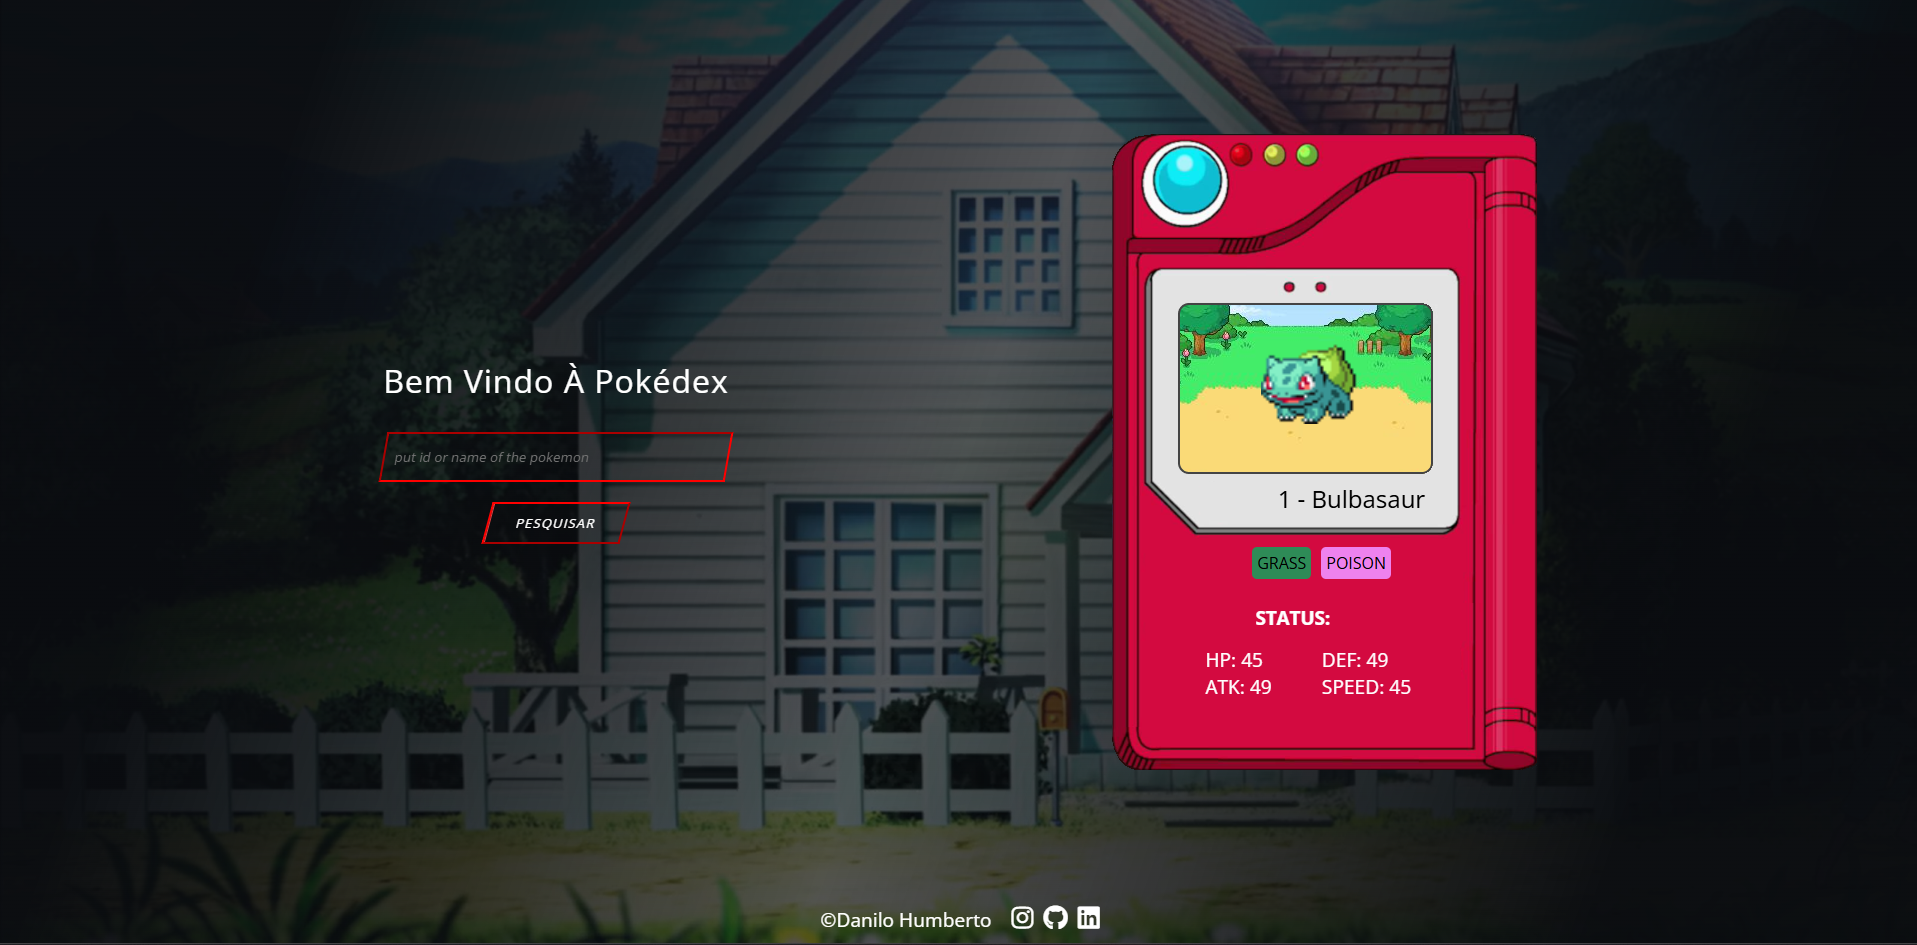 Bem Vindo À Pokédex
put id or name of the pokemon
PESQUISAR
1 - Bulbasaur
GRASS POISON
STATUS:
HP: 45 DEF: 49
ATK: 49 SPEED: 45
©Danilo Humberto